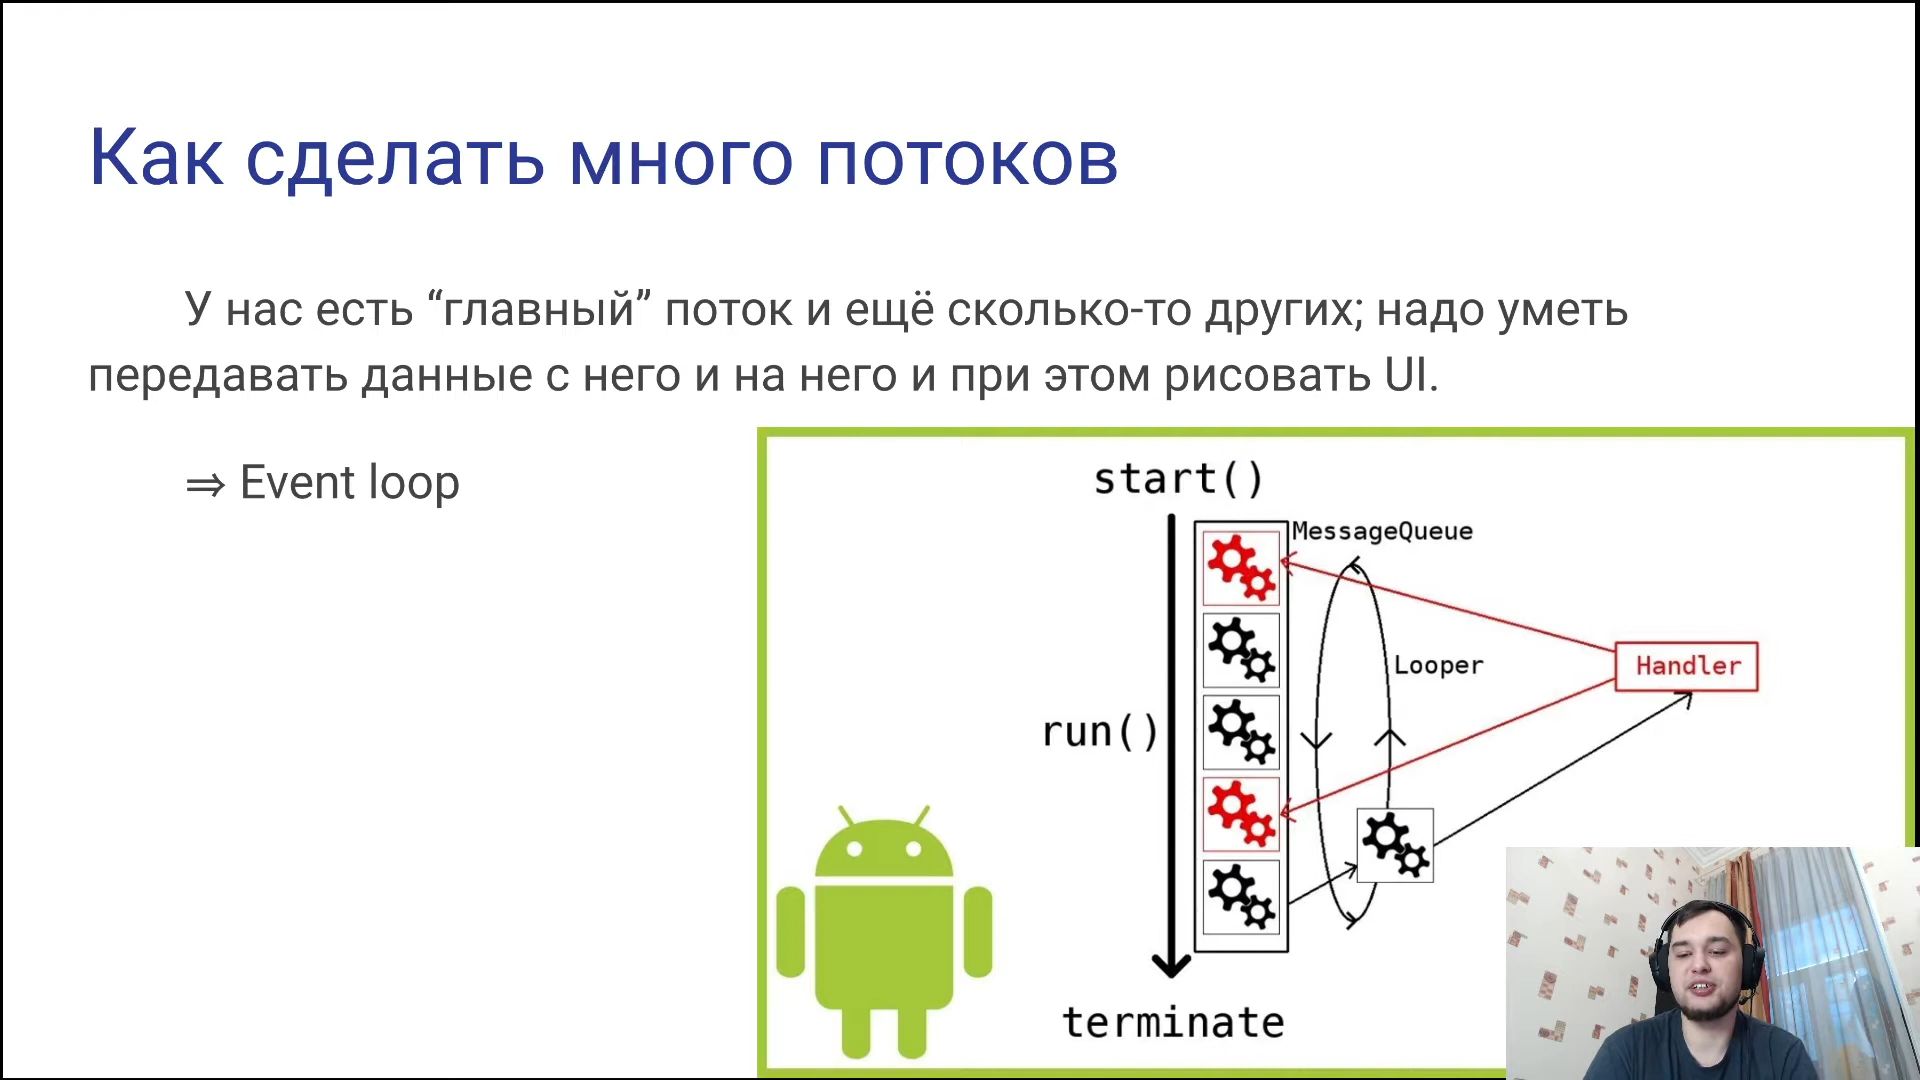 Как сделать много потоков
У нас есть “главный” поток и ещё сколько-то других; надо уметь
передавать данные с него и на него и при этом рисовать UI.
⇒ Event loop
start()
MessageQueue
Looper
Handler
run()
terminate